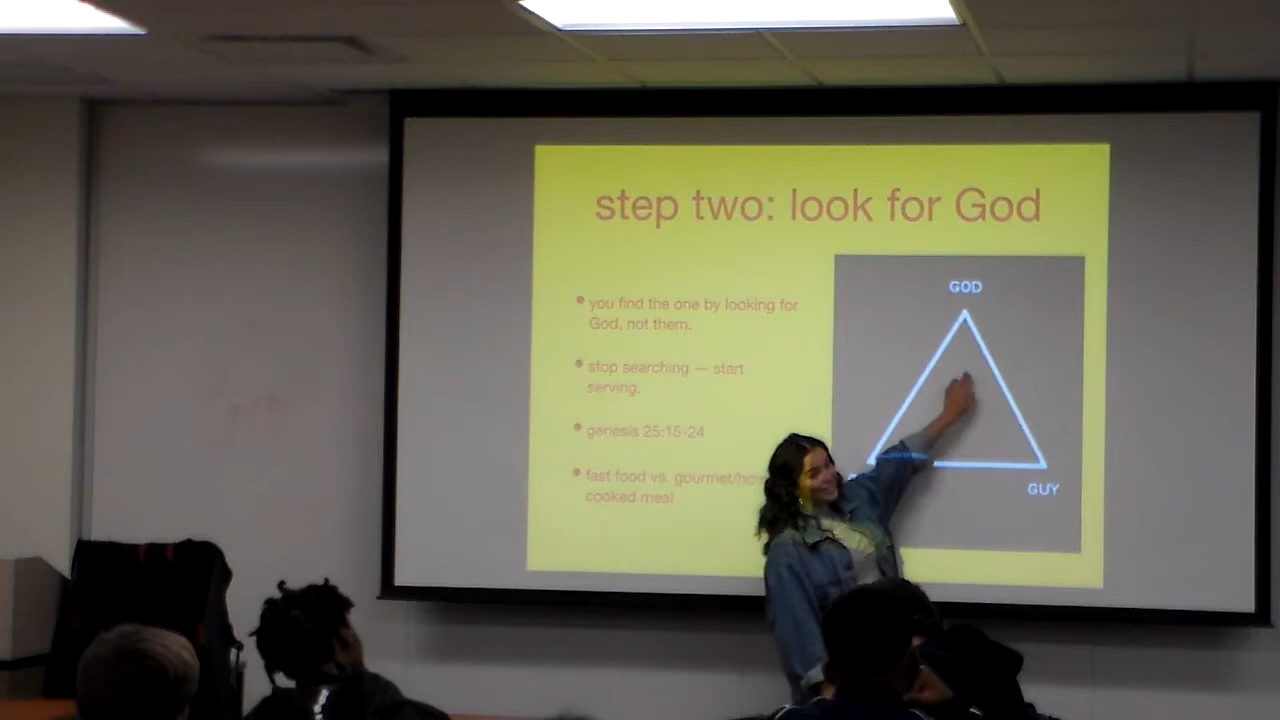 step two: look for God
• you find the one by looking for
God, not them.
• stop searching — start
serving.
• genesis 25:15-24
• fast food vs. gourmet/
cooked meal
GOD
GUY